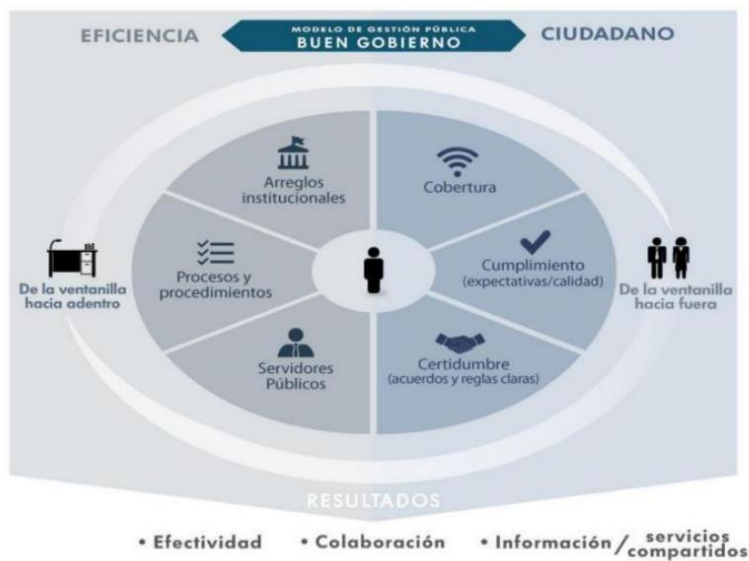 EFICIENCIA
MODELO DE GESTIÓN PÚBLICA
BUEN GOBIERNO
CIUDADANO
Arreglos
institucionales
Cobertura
Procesos y
procedimientos
Cumplimiento
(expectativas/calidad)
De la ventanilla
hacia adentro
De la ventanilla
hacia fuera
Servidores
Públicos
Certidumbre
(acuerdos y reglas claras)
RESULTADOS
• Efectividad
• Colaboración
• Información / servicios
compartidos